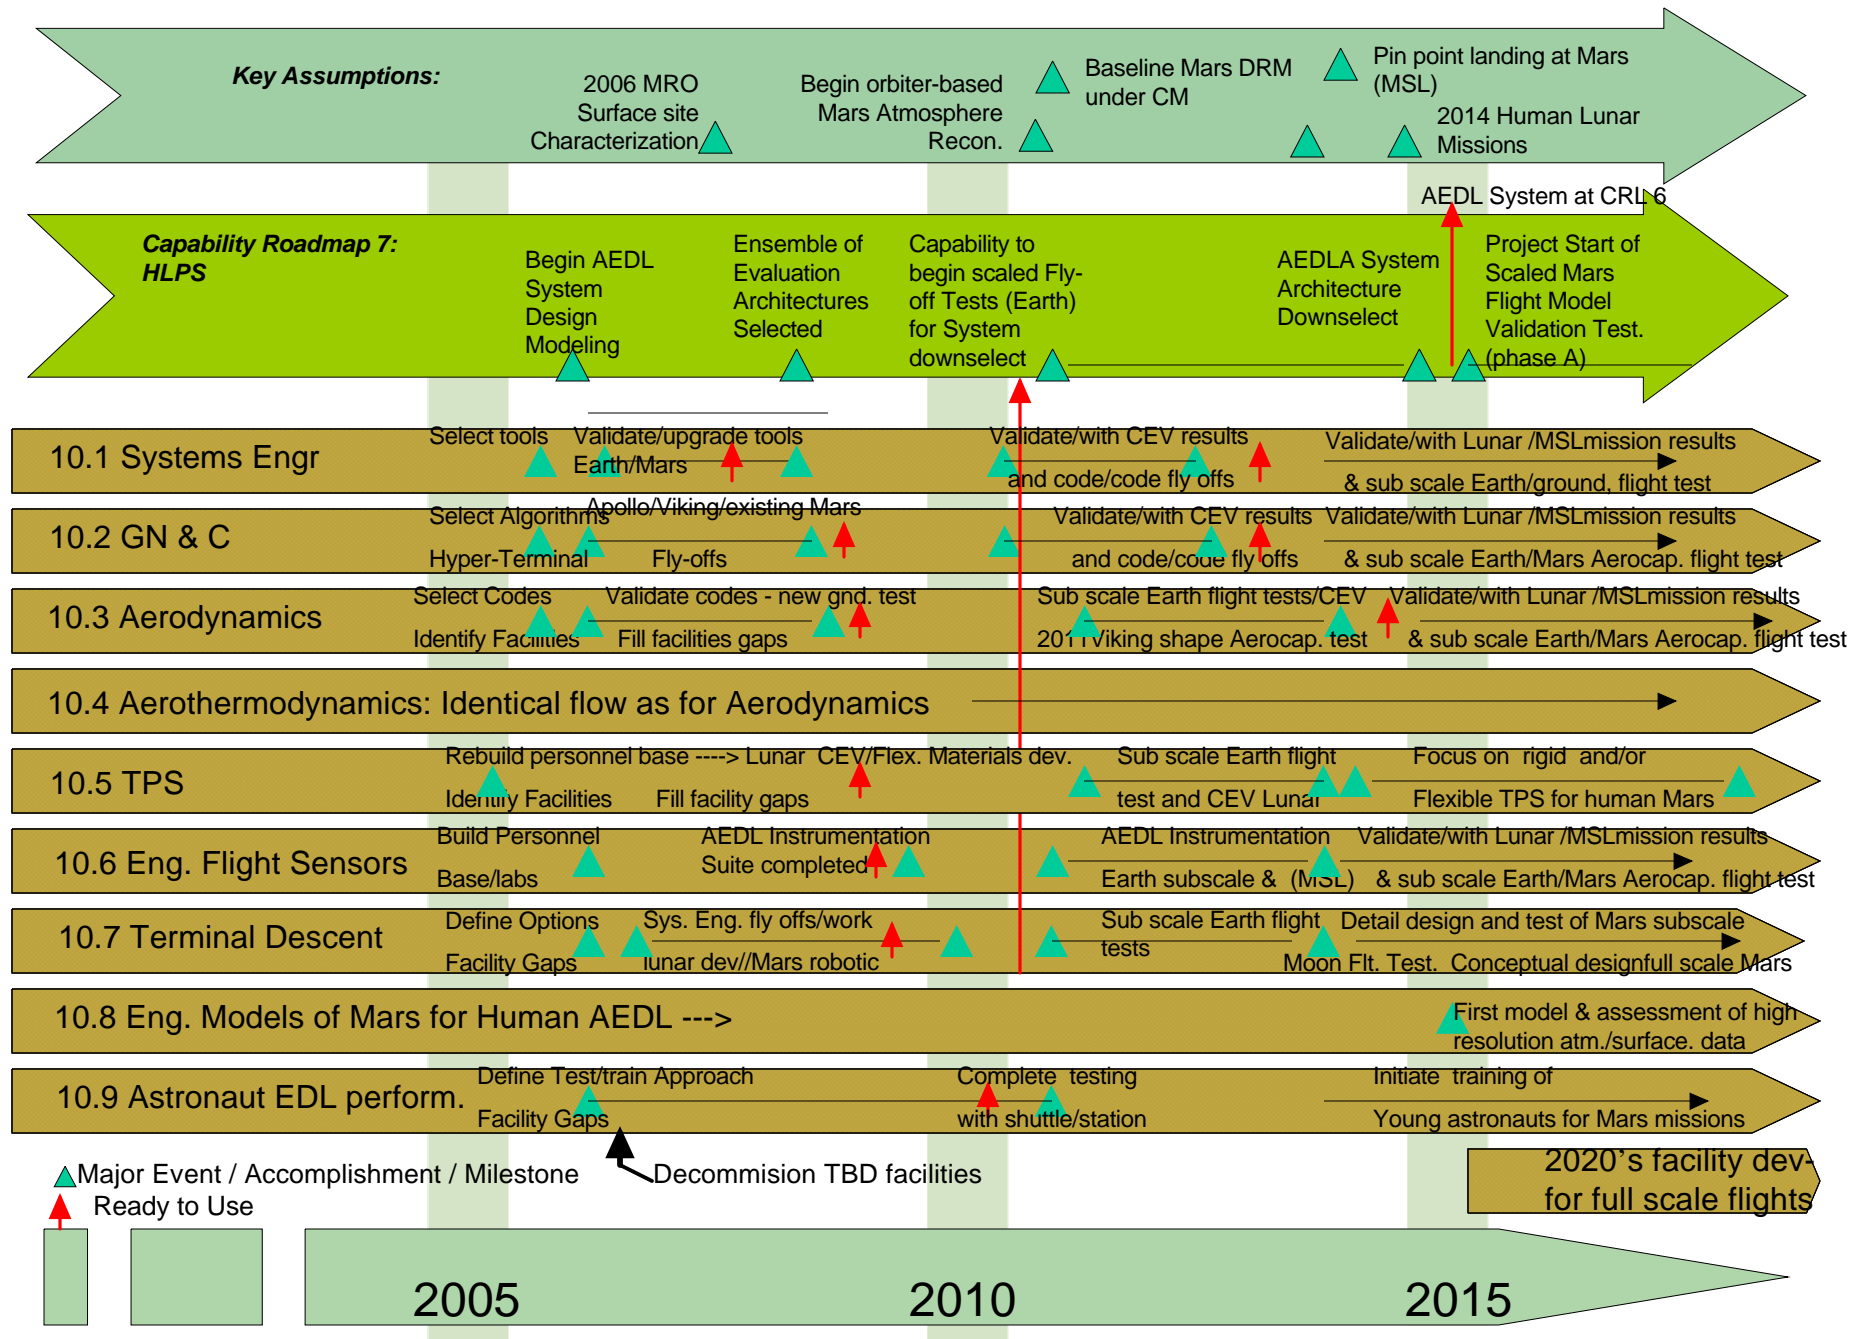 Key Assumptions:
2006 MRO
Surface site
Characterization
Begin orbiter-based
Mars Atmosphere
Recon.
Baseline Mars DRM
under CM
Pin point landing at Mars
(MSL)
2014 Human Lunar
Missions
AEDL System at CRL 6
Capability Roadmap 7:
HLPS
Begin AEDL
System
Design
Modeling
Ensemble of
Evaluation
Architectures
Selected
Capability to
begin scaled Fly-
off Tests (Earth)
for System
downselect
AEDLA System
Architecture
Downselect
Project Start of
Scaled Mars
Flight Model
Validation Test.
(phase A)
10.1 Systems Engr
Select tools
Validate/upgrade tools
Earth/Mars
Validate/with CEV results
and code/code fly offs
Validate/with Lunar /MSLmission results
& sub scale Earth/ground, flight test
10.2 GN & C
Select Algorithms
Hyper-Terminal
Apollo/Viking/existing Mars
Fly-offs
Validate/with CEV results
and code/code fly offs
Validate/with Lunar /MSLmission results
& sub scale Earth/Mars Aerocap. flight test
10.3 Aerodynamics
Select Codes
Identify Facilities
Validate codes - new gnd. test
Fill facilities gaps
Sub scale Earth flight tests/CEV
2011Viking shape Aerocap. test
Validate/with Lunar /MSLmission results
& sub scale Earth/Mars Aerocap. flight test
10.4 Aerothermodynamics: Identical flow as for Aerodynamics
10.5 TPS
Rebuild personnel base ----> Lunar CEV/Flex. Materials dev.
Identify Facilities
Fill facility gaps
Sub scale Earth flight
test and CEV Lunar
Focus on rigid and/or
Flexible TPS for human Mars
10.6 Eng. Flight Sensors
Build Personnel
Base/labs
AEDL Instrumentation
Suite completed
AEDL Instrumentation
Earth subscale & (MSL)
Validate/with Lunar /MSLmission results
& sub scale Earth/Mars Aerocap. flight test
10.7 Terminal Descent
Define Options
Facility Gaps
Sys. Eng. fly offs/work
lunar dev//Mars robotic
Sub scale Earth flight
tests
Detail design and test of Mars subscale
Moon Flt. Test. Conceptual designfull scale Mars
10.8 Eng. Models of Mars for Human AEDL --->
First model & assessment of high
resolution atm./surface. data
10.9 Astronaut EDL perform.
Define Test/train Approach
Facility Gaps
Complete testing
with shuttle/station
Initiate training of
Young astronauts for Mars missions
Major Event / Accomplishment / Milestone
Ready to Use
Decommision TBD facilities
2020's facility dev-
for full scale flights
2005
2010
2015